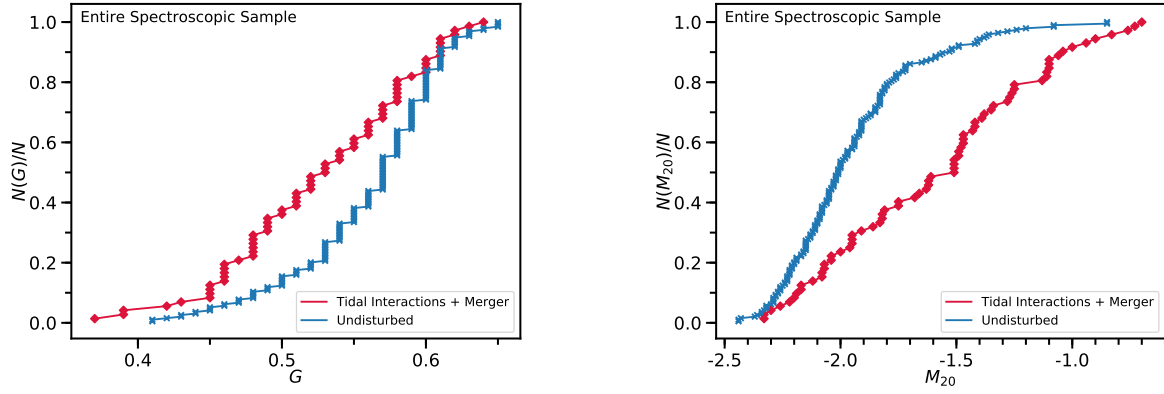 Entire Spectroscopic Sample
N(G)/N
1.0
0.8
0.6
0.4
0.2
0.0
Tidal Interactions + Merger
Undisturbed
0.4 0.5 0.6
G
Entire Spectroscopic Sample
N(M20)/N
1.0
0.8
0.6
0.4
0.2
0.0
Tidal Interactions + Merger
Undisturbed
-2.5 -2.0 -1.5 -1.0
M20